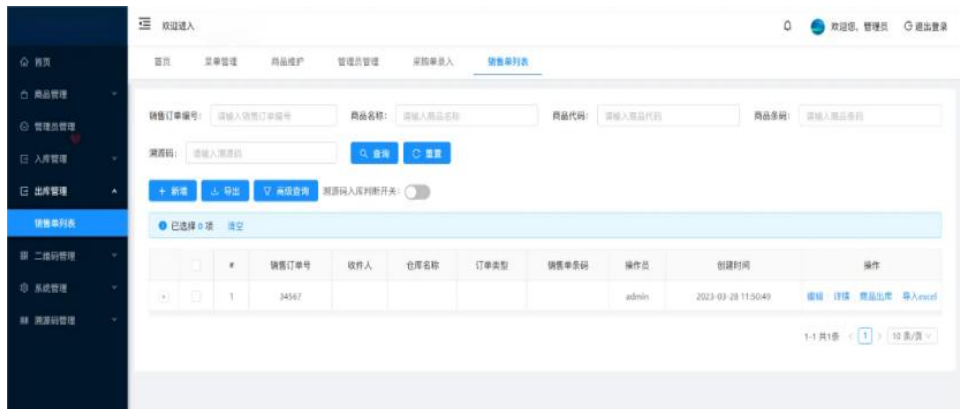 欢迎进入
欢迎您，管理员 退出登录
首页
商品管理
管理员管理
入库管理
出库管理
销售单列表
二维码管理
系统管理
溯源码管理
首页 菜单管理 商品维护 管理员管理 采购单录入 销售单列表
销售订单编号： 请输入销售订单编号 商品名称： 请输入商品名称 商品代码： 请输入商品代码 商品条码： 请输入商品条码
溯源码： 请输入溯源码 查询 重置
+ 新增 导出 高级查询 溯源码入库判断开关：
已选择 0 项 清空
# 销售订单号 收件人 仓库名称 订单类型 销售单条码 操作员 创建时间 操作
1 34567 admin 2023-03-28 11:50:49 编辑 详情 商品出库 导入excel
1-1 共1条 < 1 > 10 条/页